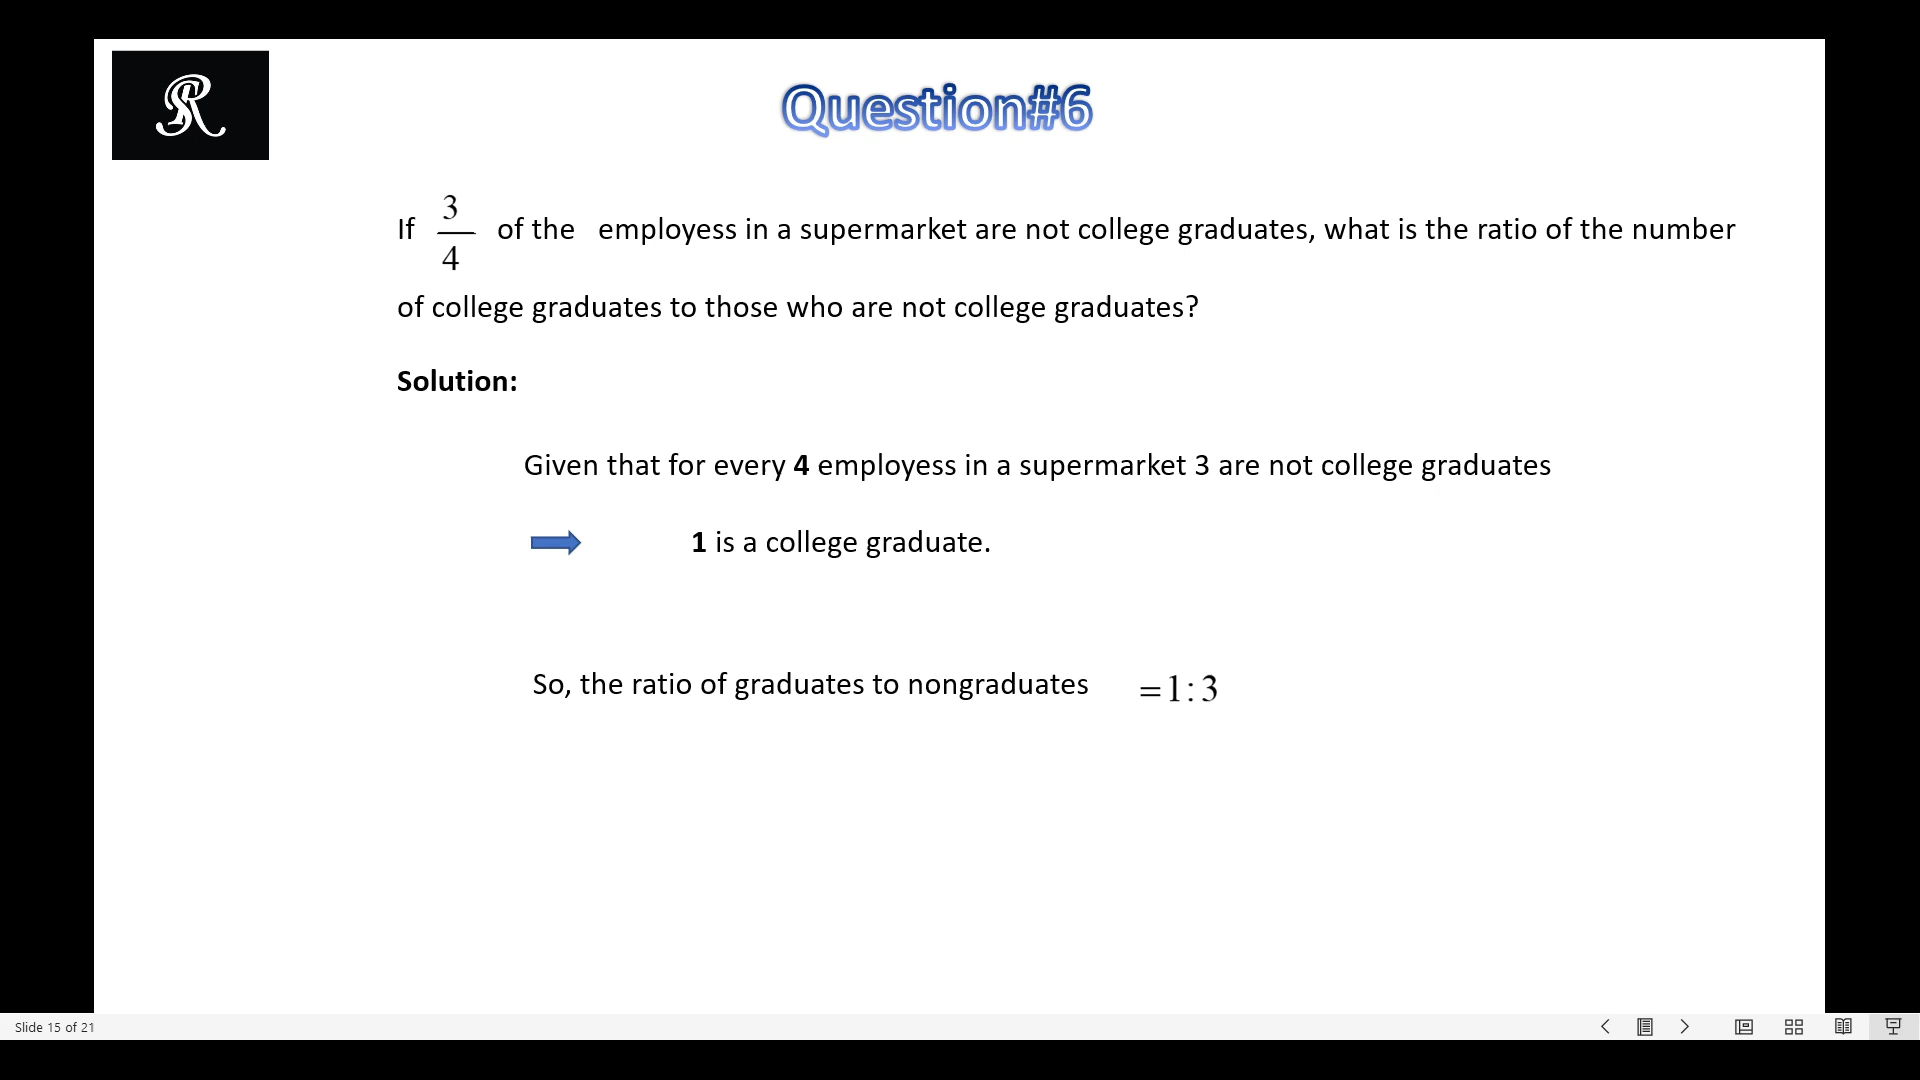 SR
Question#6
If 3/4 of the employess in a supermarket are not college graduates, what is the ratio of the number
of college graduates to those who are not college graduates?
Solution:
Given that for every 4 employess in a supermarket 3 are not college graduates
1 is a college graduate.
So, the ratio of graduates to nongraduates =1:3
Slide 15 of 21